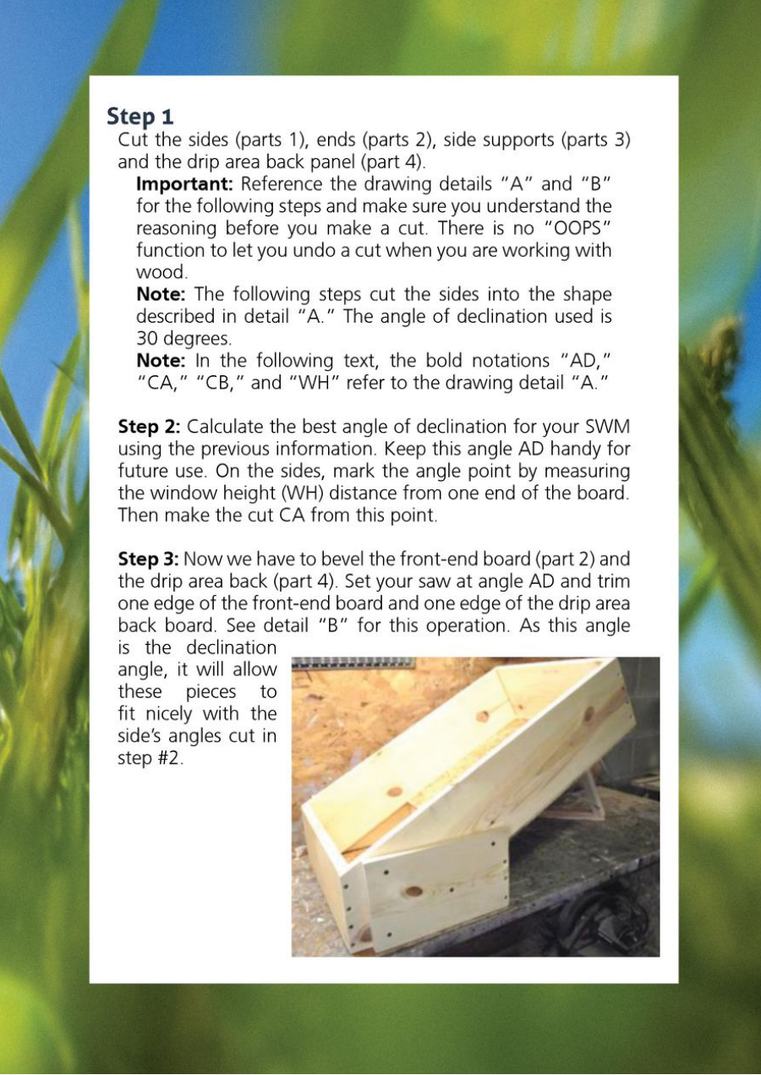 Step 1
Cut the sides (parts 1), ends (parts 2), side supports (parts 3)
and the drip area back panel (part 4).
Important: Reference the drawing details “A” and “B”
for the following steps and make sure you understand the
reasoning before you make a cut. There is no “OOPS”
function to let you undo a cut when you are working with
wood.
Note: The following steps cut the sides into the shape
described in detail “A.” The angle of declination used is
30 degrees.
Note: In the following text, the bold notations “AD,”
“CA,” “CB,” and “WH” refer to the drawing detail “A.”
Step 2: Calculate the best angle of declination for your SWM
using the previous information. Keep this angle AD handy for
future use. On the sides, mark the angle point by measuring
the window height (WH) distance from one end of the board.
Then make the cut CA from this point.
Step 3: Now we have to bevel the front-end board (part 2) and
the drip area back (part 4). Set your saw at angle AD and trim
one edge of the front-end board and one edge of the drip area
back board. See detail “B” for this operation. As this angle
is the declination
angle, it will allow
these pieces to
fit nicely with the
side’s angles cut in
step #2.